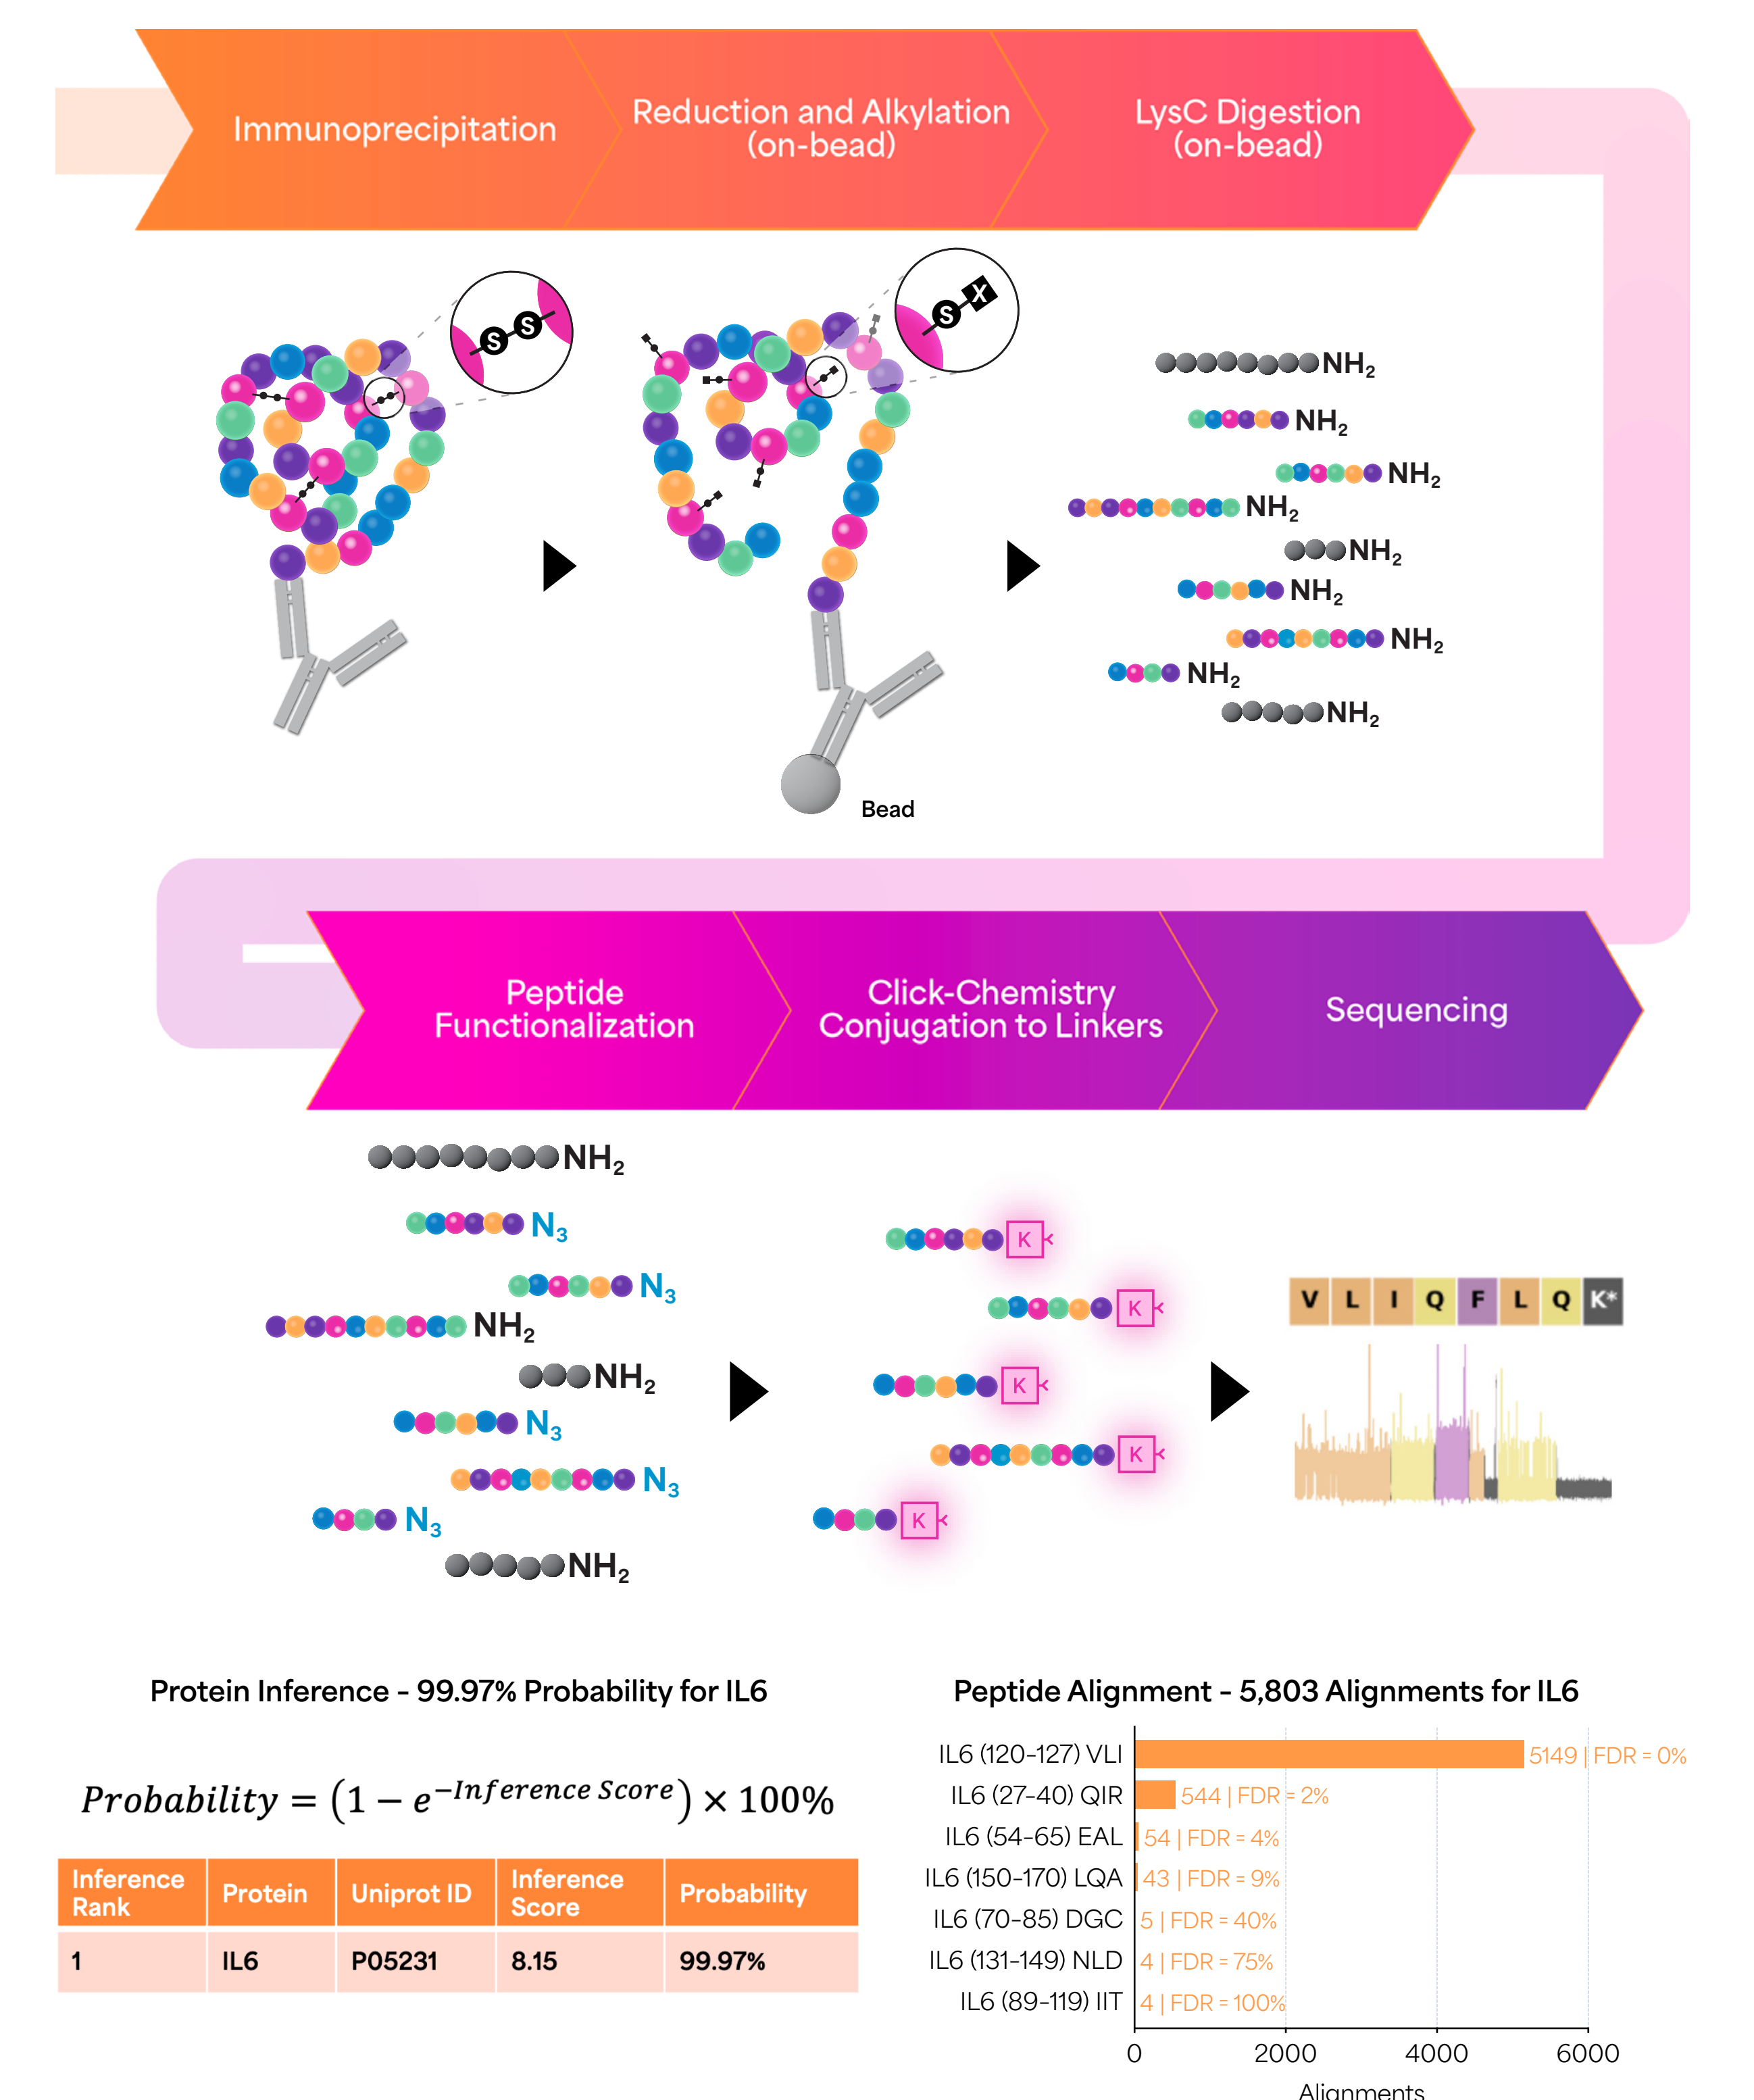 Immunoprecipitation
Reduction and Alkylation
(on-bead)
LysC Digestion
(on-bead)
S S
S X
NH2
NH2
NH2
NH2
NH2
NH2
NH2
NH2
NH2
Bead
Peptide
Functionalization
Click-Chemistry
Conjugation to Linkers
Sequencing
NH2
N3
N3
NH2
NH2
N3
N3
N3
NH2
K
K
K
K
K
V L I Q F L Q K*
Protein Inference – 99.97% Probability for IL6
Probability = (1 − e^−Inference Score) × 100%
Inference Rank Protein Uniprot ID Inference Score Probability
1 IL6 P05231 8.15 99.97%
Peptide Alignment – 5,803 Alignments for IL6
IL6 (120–127) VLI 5149 | FDR = 0%
IL6 (27–40) QIR 544 | FDR = 2%
IL6 (54–65) EAL 54 | FDR = 4%
IL6 (150–170) LQA 43 | FDR = 9%
IL6 (70–85) DGC 5 | FDR = 40%
IL6 (131–149) NLD 4 | FDR = 75%
IL6 (89–119) IIT 4 | FDR = 100%
0 2000 4000 6000
Alignments